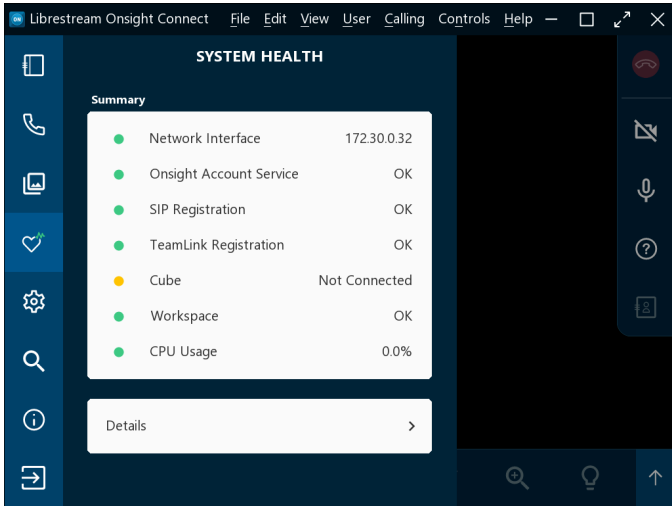 ON Librestream Onsight Connect File Edit View User Calling Controls Help
SYSTEM HEALTH
Summary
Network Interface 172.30.0.32
Onsight Account Service OK
SIP Registration OK
TeamLink Registration OK
Cube Not Connected
Workspace OK
CPU Usage 0.0%
Details